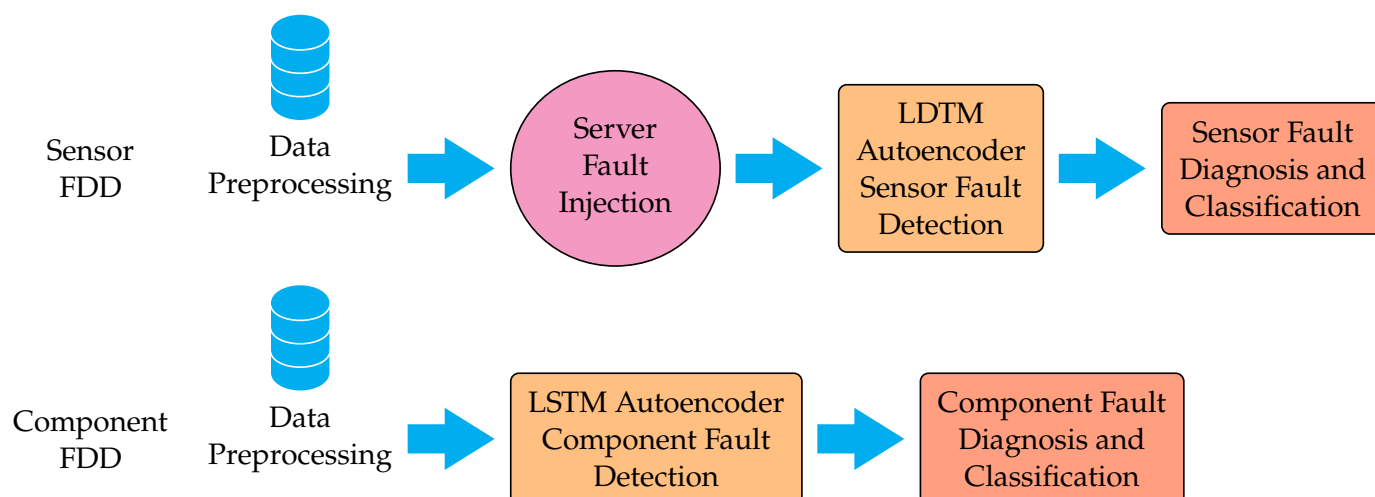 Sensor
FDD
Data
Preprocessing
Server
Fault
Injection
LDTM
Autoencoder
Sensor Fault
Detection
Sensor Fault
Diagnosis and
Classification
Component
FDD
Data
Preprocessing
LSTM Autoencoder
Component Fault
Detection
Component Fault
Diagnosis and
Classification